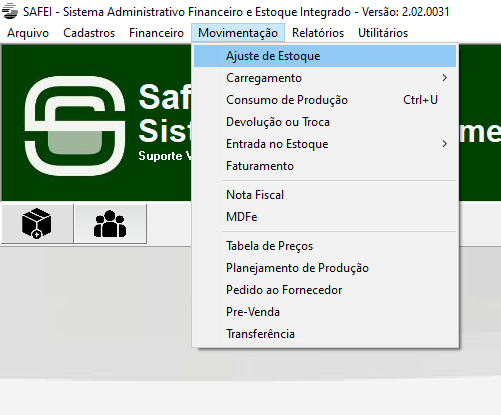 SAFEI - Sistema Administrativo Financeiro e Estoque Integrado - Versão: 2.02.0031
Arquivo Cadastros Financeiro Movimentação Relatórios Utilitários
Ajuste de Estoque
Carregamento
Consumo de Produção Ctrl+U
Devolução ou Troca
Entrada no Estoque
Faturamento
Nota Fiscal
MDFe
Tabela de Preços
Planejamento de Produção
Pedido ao Fornecedor
Pre-Venda
Transferência
Saf
Sist
me
Suporte V